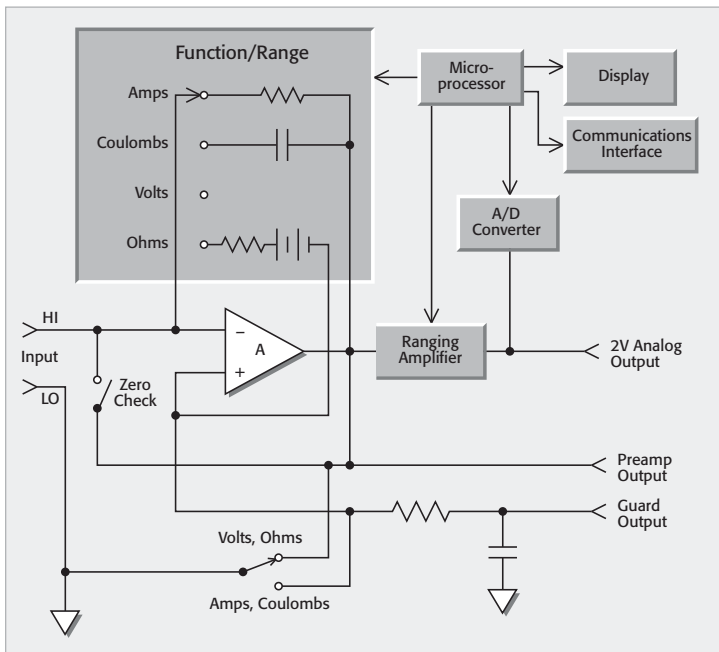 Function/Range
Amps
Coulombs
Volts
Ohms
Micro-
processor
Display
Communications
Interface
A/D
Converter
HI
Input
LO
Zero
Check
−
A
+
Ranging
Amplifier
2V Analog
Output
Preamp
Output
Guard
Output
Volts, Ohms
Amps, Coulombs